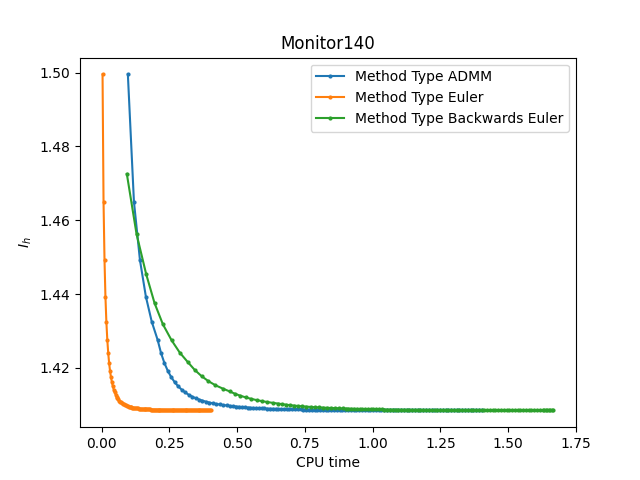 Monitor140
Method Type ADMM
Method Type Euler
Method Type Backwards Euler
1.50
1.48
1.46
1.44
1.42
I_h
0.00 0.25 0.50 0.75 1.00 1.25 1.50 1.75
CPU time